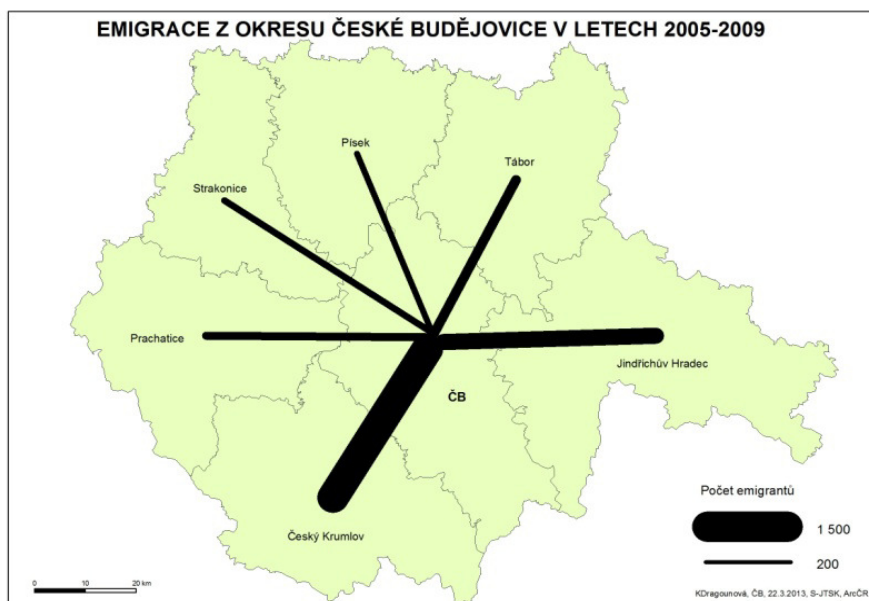 EMIGRACE Z OKRESU ČESKÉ BUDĚJOVICE V LETECH 2005-2009
Písek
Tábor
Strakonice
Prachatice
Jindřichův Hradec
ČB
Český Krumlov
Počet emigrantů
1 500
200
0 10 20 km
KDragounová, ČB, 22.3.2013, S-JTSK, ArcČR